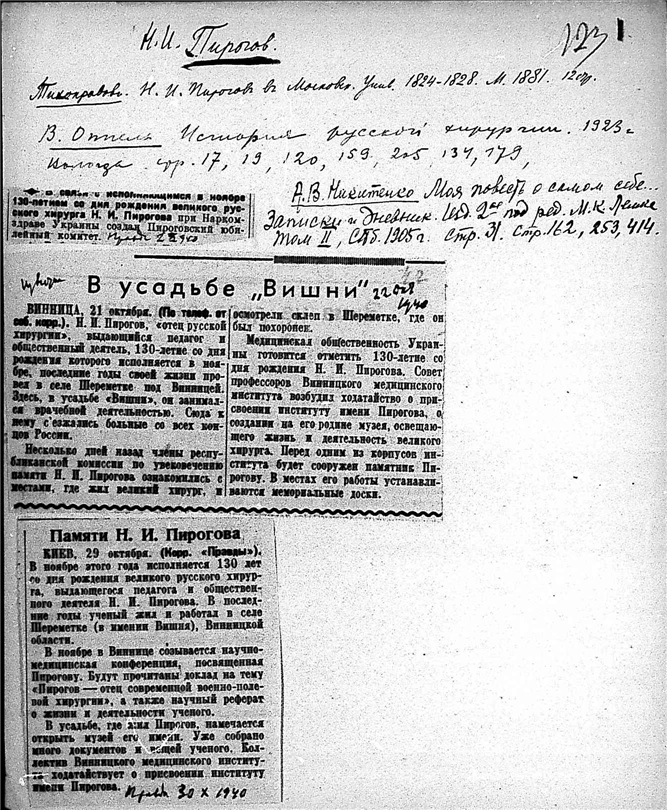 Н.И. Пирогов.
123
1
Тихонравов. Н. И. Пирогов в Московск. Унив. 1824-1828. М. 1881. 12стр.
В. Оппель История русской хирургии. 1923 г
Вологда. стр. 17, 19, 120, 159, 205, 134, 179,
А.В. Никитенко Моя повесть о самом себе...
Записки и дневник. Изд. 2ое под ред. М.К. Лемке
Том II, СПб. 1905г. стр. 162, 253, 414.
В связи с исполняющимся в ноябре
130-летием со дня рождения великого рус-
ского хирурга Н. И. Пирогова при Нарком-
здраве Украины создан Пироговский юби-
лейный комитет.
В усадьбе „Вишни"
22 окт
1940
ВИННИЦА, 21 октября. (По телеф. от
соб. корр.). Н. И. Пирогов, «отец русской
хирургии», выдающийся педагог и
общественный деятель, 130-летие со дня
рождения которого исполняется в нояб-
ре, последние годы своей жизни про-
вел в селе Шереметке под Винницей.
Здесь, в усадьбе «Вишни», он занимал-
ся врачебной деятельностью. Сюда к
нему с'езжались больные со всех кон-
цов России.
Несколько дней назад члены респу-
бликанской комиссии по увековечению
памяти Н. И. Пирогова ознакомились с
местами, где жил великий хирург, и
осмотрели склеп в Шереметке, где он
был похоронен.
Медицинская общественность Украи-
ны готовится отметить 130-летие со
дня рождения Н. И. Пирогова. Совет
профессоров Винницкого медицинского
института возбудил ходатайство о при-
своении институту имени Пирогова, о
создании на его родине музея, освещаю-
щего жизнь и деятельность великого
хирурга. Перед одним из корпусов ин-
ститута будет сооружен памятник Пи-
рогову. В местах его работы устанавли-
ваются мемориальные доски.
Памяти Н. И. Пирогова
КИЕВ, 29 октября. (Корр. «Правды»).
В ноябре этого года исполняется 130 лет
со дня рождения великого русского хирур-
га, выдающегося педагога и обществен-
ного деятеля Н. И. Пирогова. В послед-
ние годы ученый жил и работал в селе
Шереметке (в имении Вишня), Винницкой
области.
В ноябре в Виннице созывается научно-
медицинская конференция, посвященная
Пирогову. Будут прочитаны доклад на тему
«Пирогов — отец современной военно-поле-
вой хирургии», а также научный реферат
о жизни и деятельности ученого.
В усадьбе, где жил Пирогов, намечается
открыть музей его имени. Уже собрано
много документов и вещей ученого. Кол-
лектив Винницкого медицинского институ-
та ходатайствует о присвоении институту
имени Пирогова.
Правда 30 X 1940